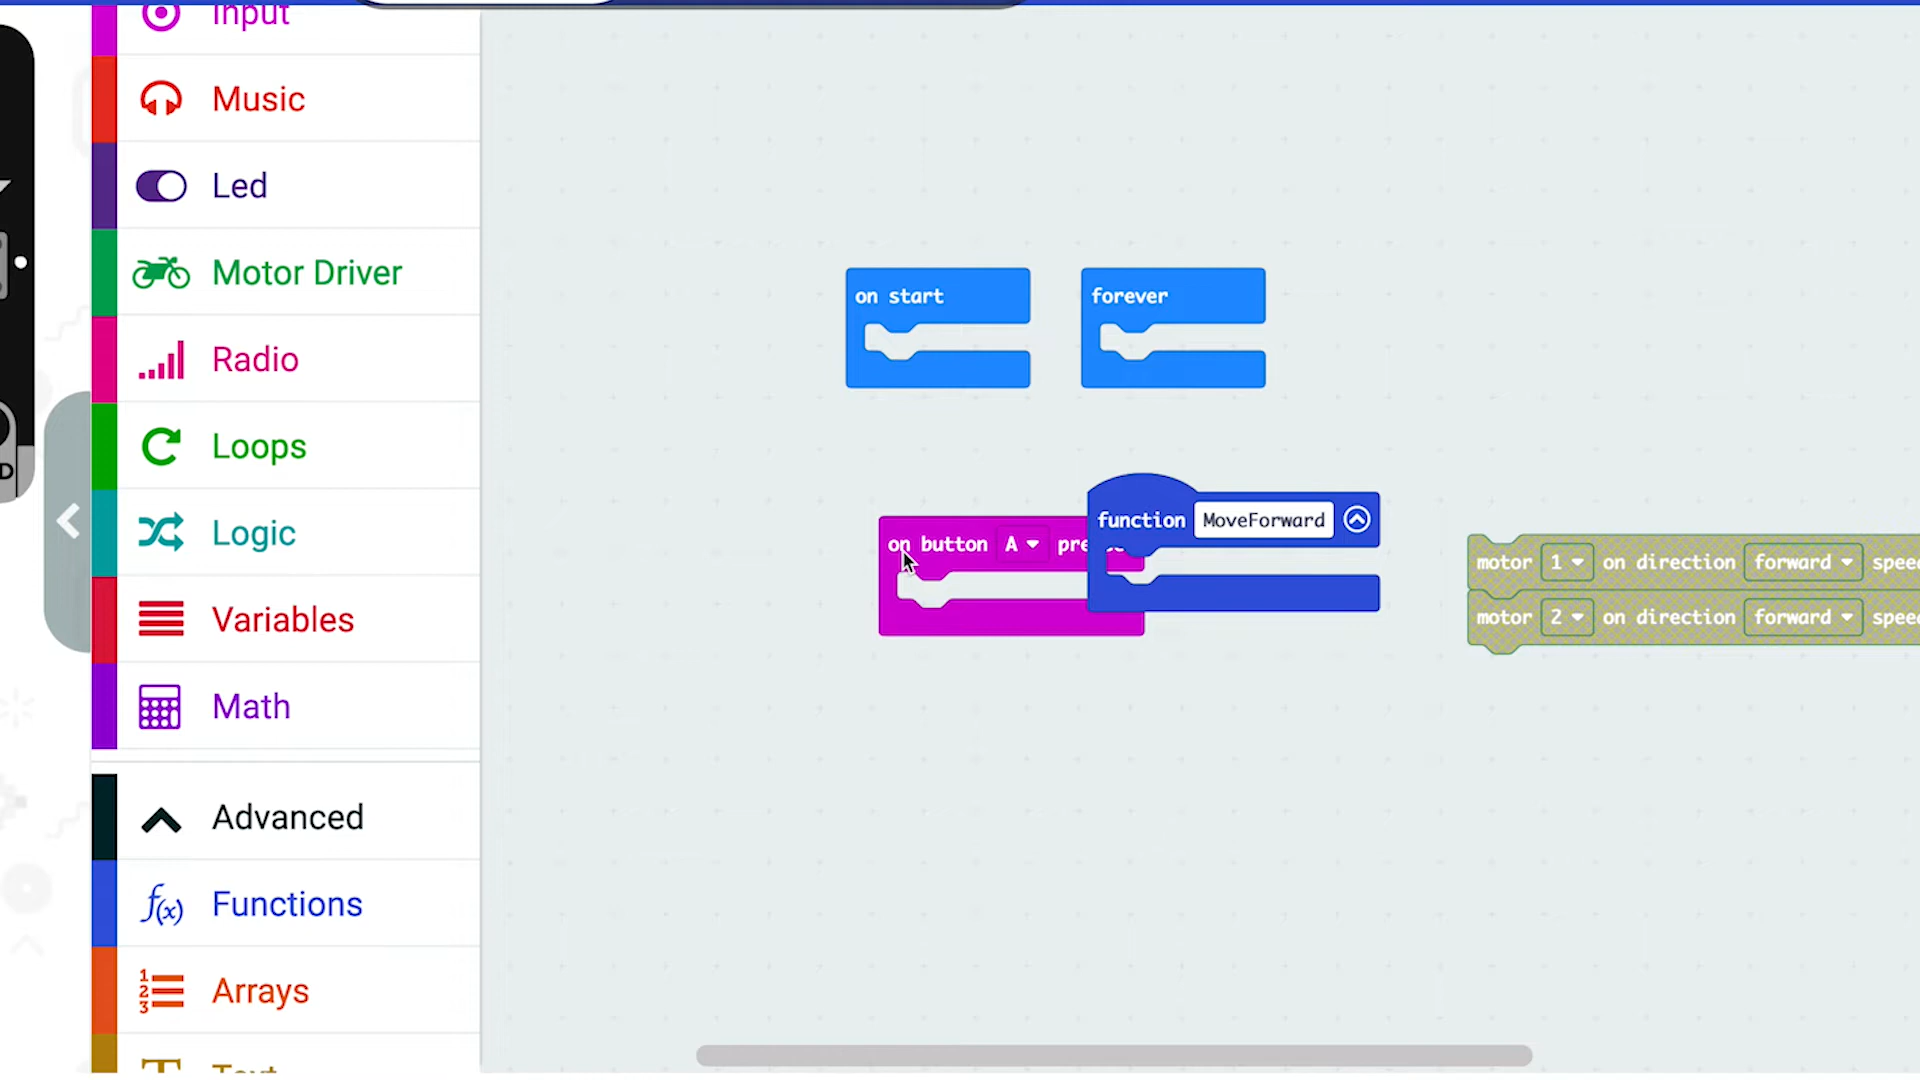 Input
Music
Led
Motor Driver
Radio
Loops
Logic
Variables
Math
Advanced
Functions
Arrays
Text
D
on start
forever
on button A
function MoveForward
motor 1 on direction forward
motor 2 on direction forward